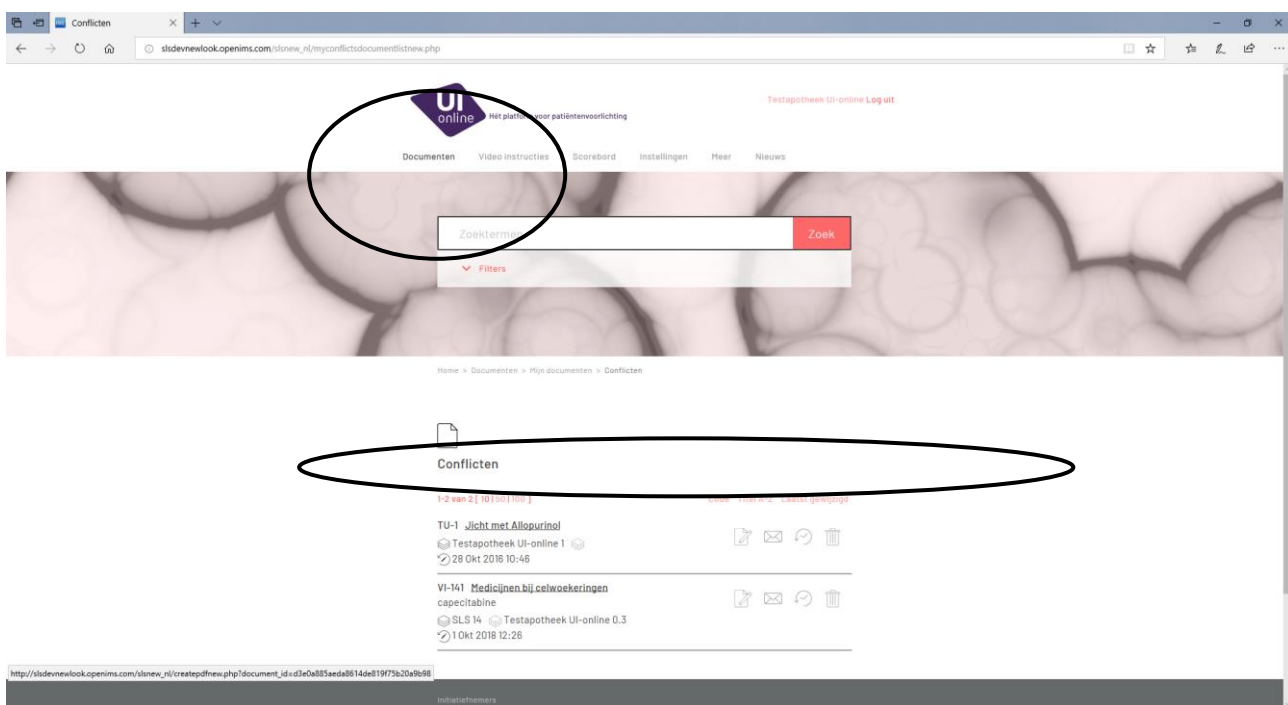 Conflicten
slsdevnewlook.openims.com/slsnew_nl/myconflictsdocumentlistnew.php
UI
online
Hét platform voor patiëntenvoorlichting
Testapotheek UI-online Log uit
Documenten Video instructies Scorebord Instellingen Meer Nieuws
Zoektermen Zoek
Filters
Home > Documenten > Mijn documenten > Conflicten
Conflicten
1-2 van 2 [ 10 | 50 | 100 ]
Code Titel A-Z Laatst gewijzigd
TU-1 Jicht met Allopurinol
Testapotheek UI-online 1
28 Okt 2016 10:46
VI-141 Medicijnen bij celwoekeringen
capecitabine
SLS 14 Testapotheek UI-online 0.3
1 Okt 2018 12:26
http://slsdevnewlook.openims.com/slsnew_nl/createpdfnew.php?document_id=d3e0a885aeda8614de819f75b20a9b98
Initiatiefnemers